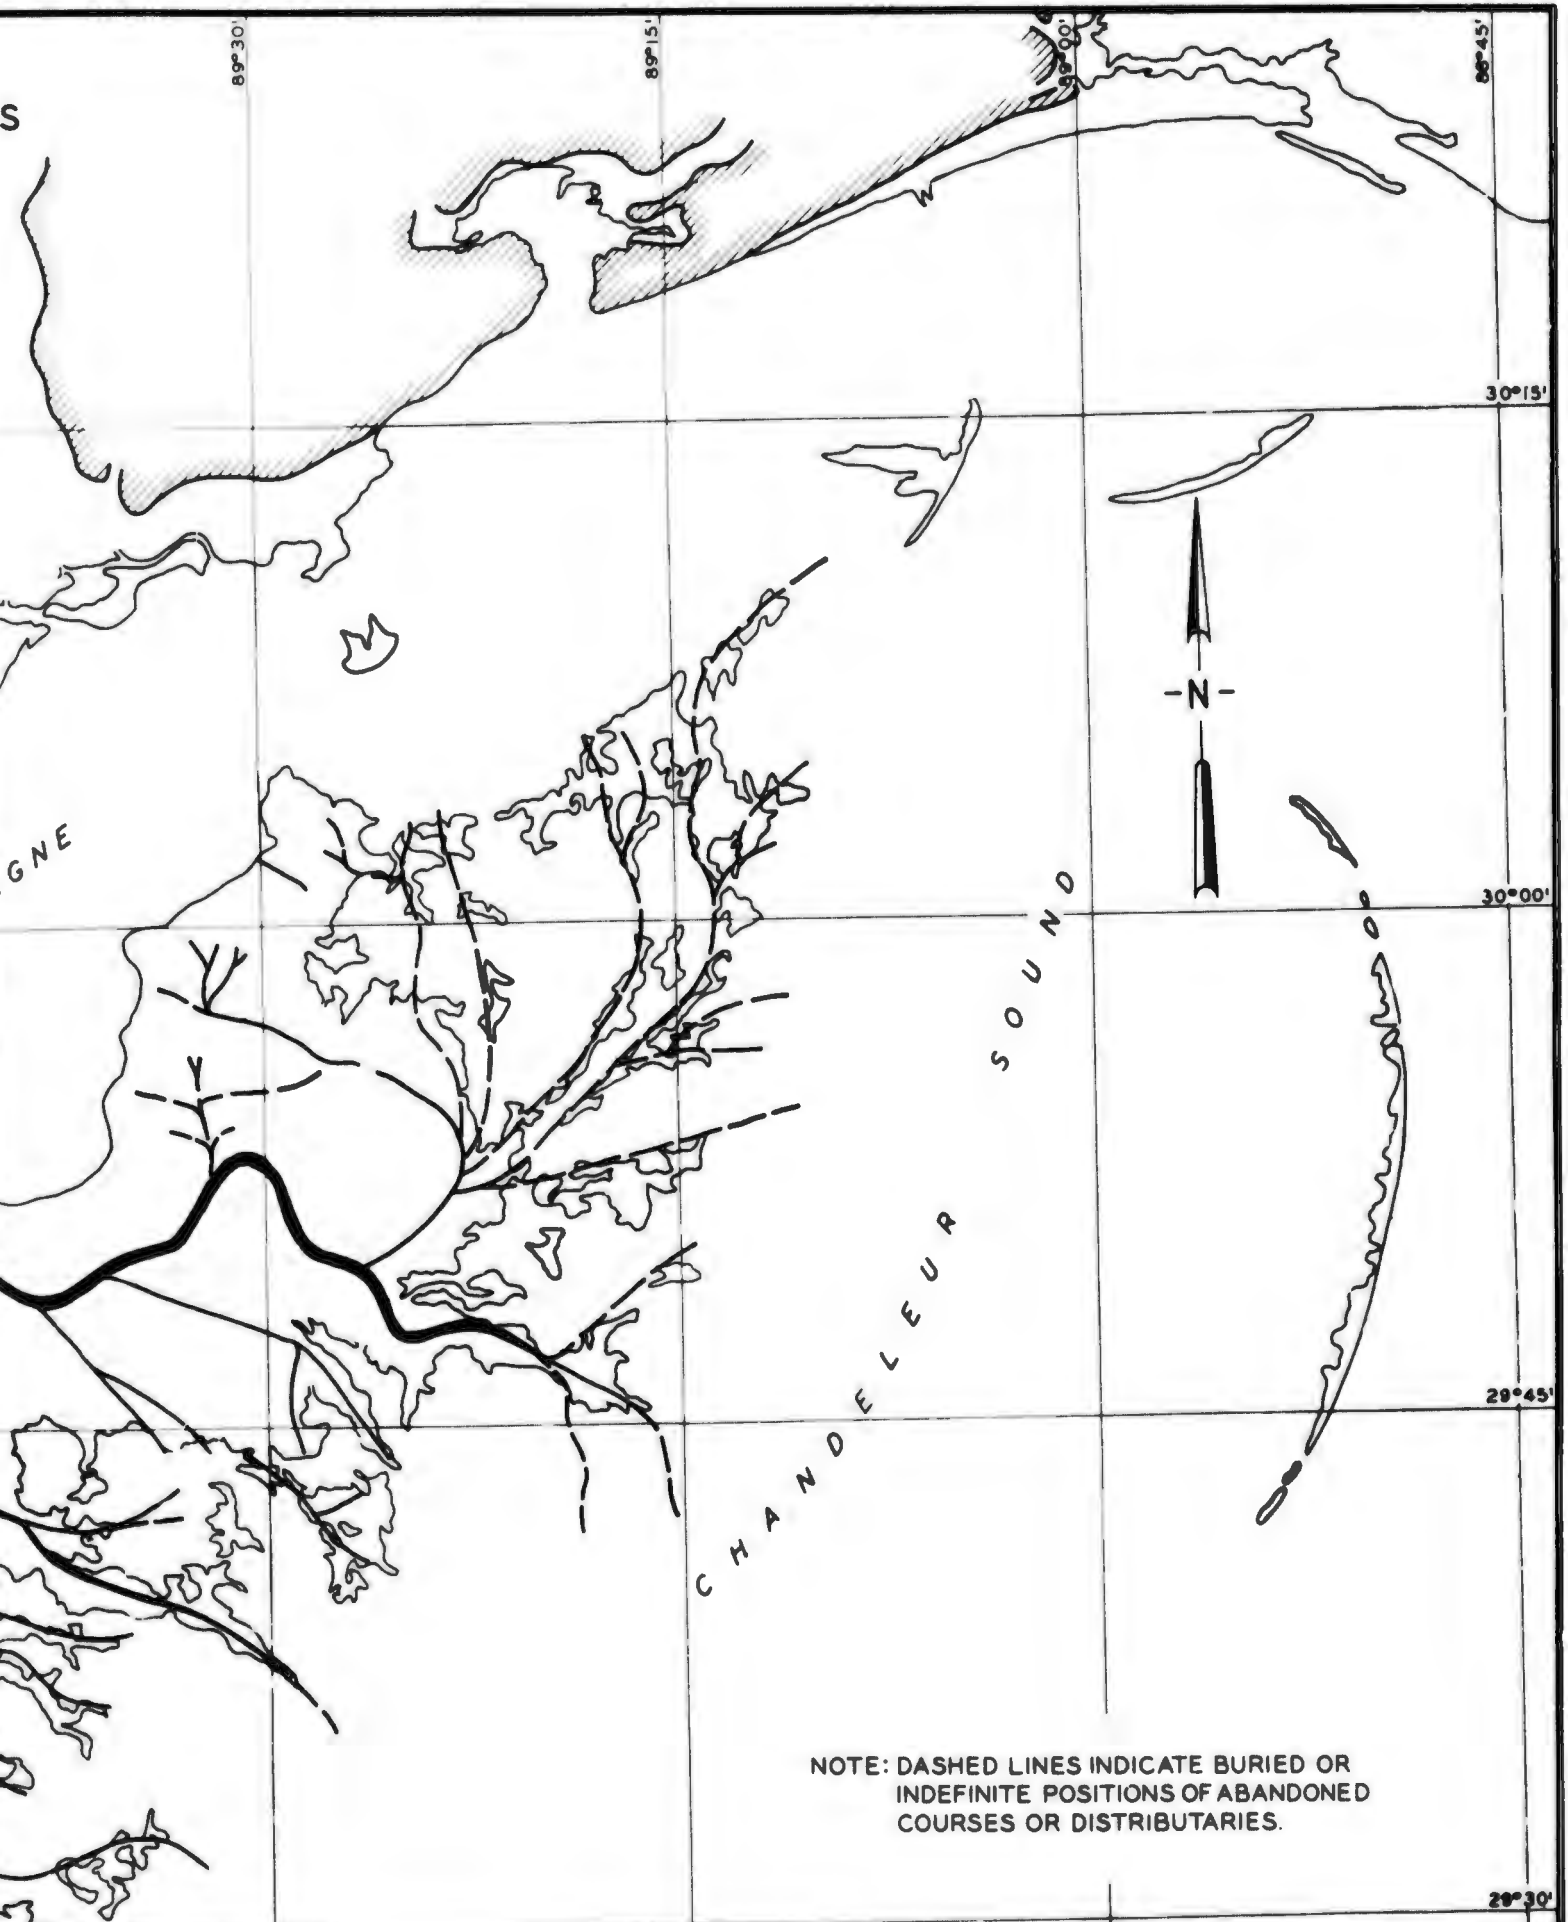 89°30'
89°15'
89°00'
88°45'
S
30°15'
-N-
GNE
30°00'
CHANDELEUR SOUND
29°45'
NOTE: DASHED LINES INDICATE BURIED OR
INDEFINITE POSITIONS OF ABANDONED
COURSES OR DISTRIBUTARIES.
29°30'